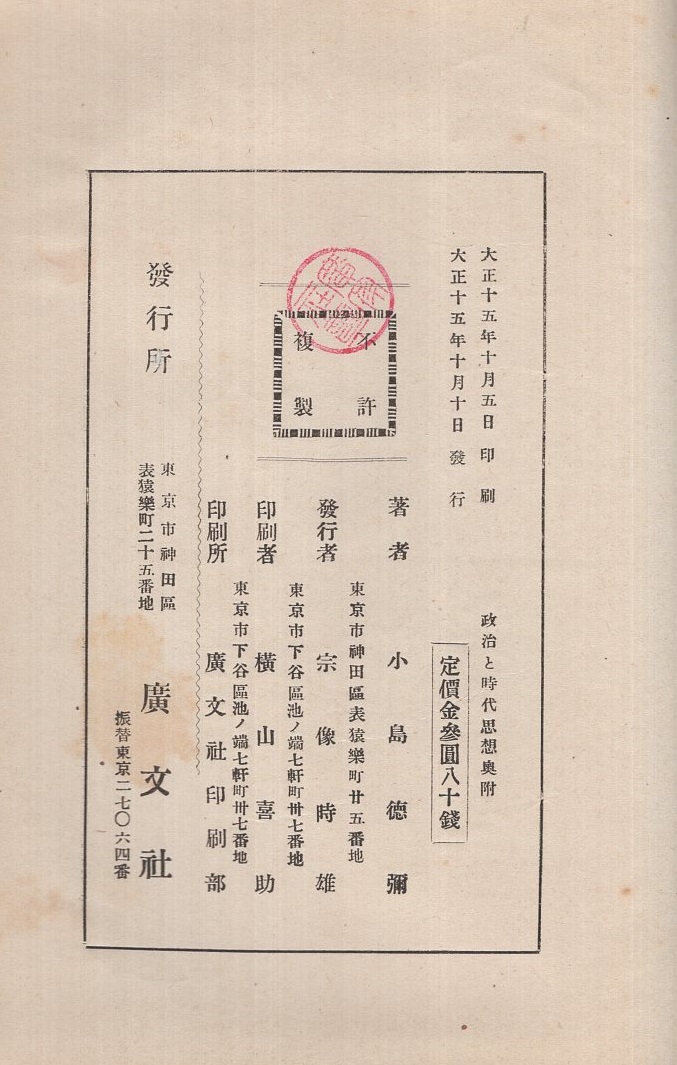 大正十五年十月五日印刷
大正十五年十月十日發行
政治と時代思想奧附
定價金參圓八十錢
不許
複製
著者 小島德彌
東京市神田區表猿樂町廿五番地
發行者 宗像時雄
東京市下谷區池ノ端七軒町卅七番地
印刷者 橫山喜助
東京市下谷區池ノ端七軒町卅七番地
印刷所 廣文社印刷部
發行所
東京市神田區
表猿樂町二十五番地
廣文社
振替東京二七〇六四番